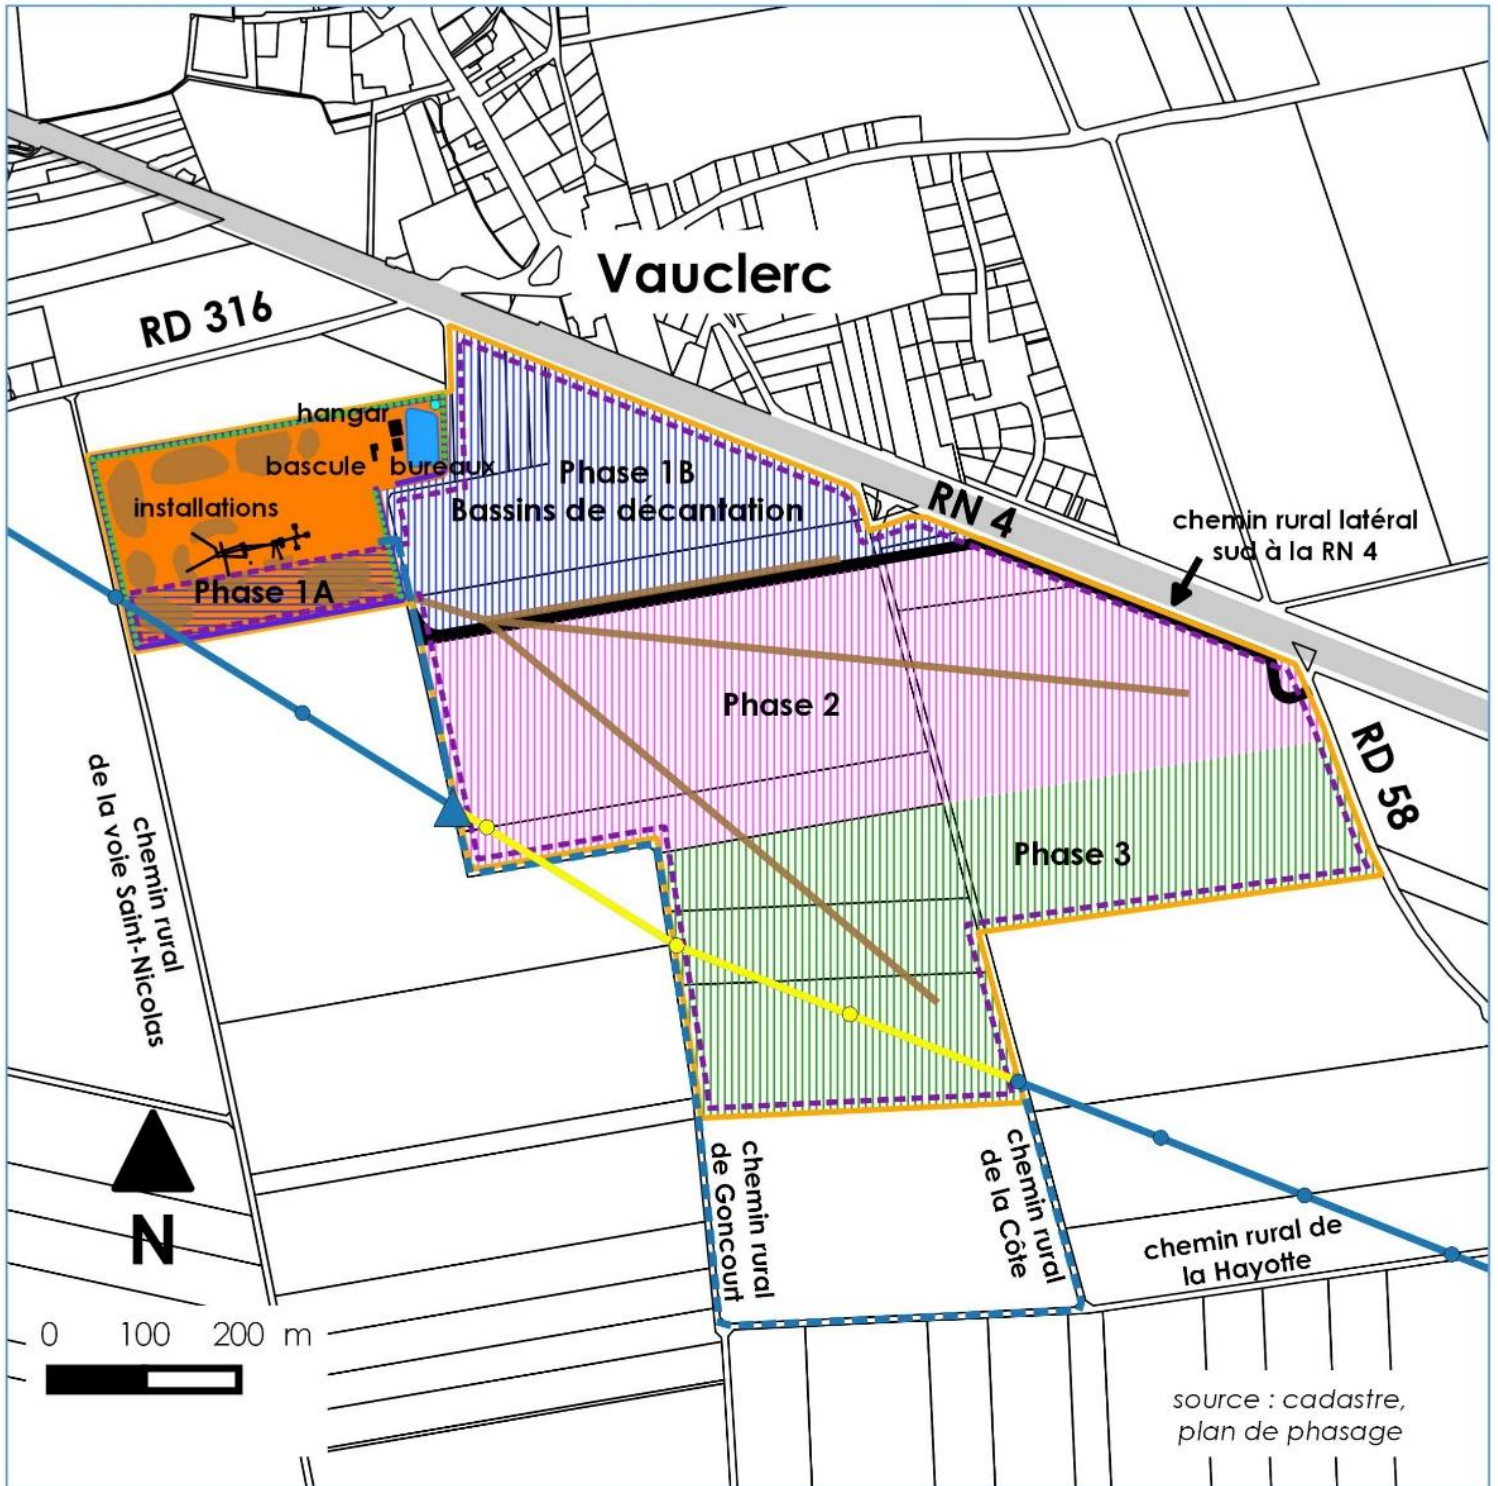 Vauclerc
RD 316
hangar
bascule
bureaux
installations
Phase 1A
Phase 1B
Bassins de décantation
RN 4
chemin rural latéral
sud à la RN 4
Phase 2
RD 58
Phase 3
chemin rural
de la voie Saint-Nicolas
chemin rural
de Goncourt
chemin rural
de la Côte
chemin rural de
la Hayotte
N
0 100 200 m
source : cadastre,
plan de phasage